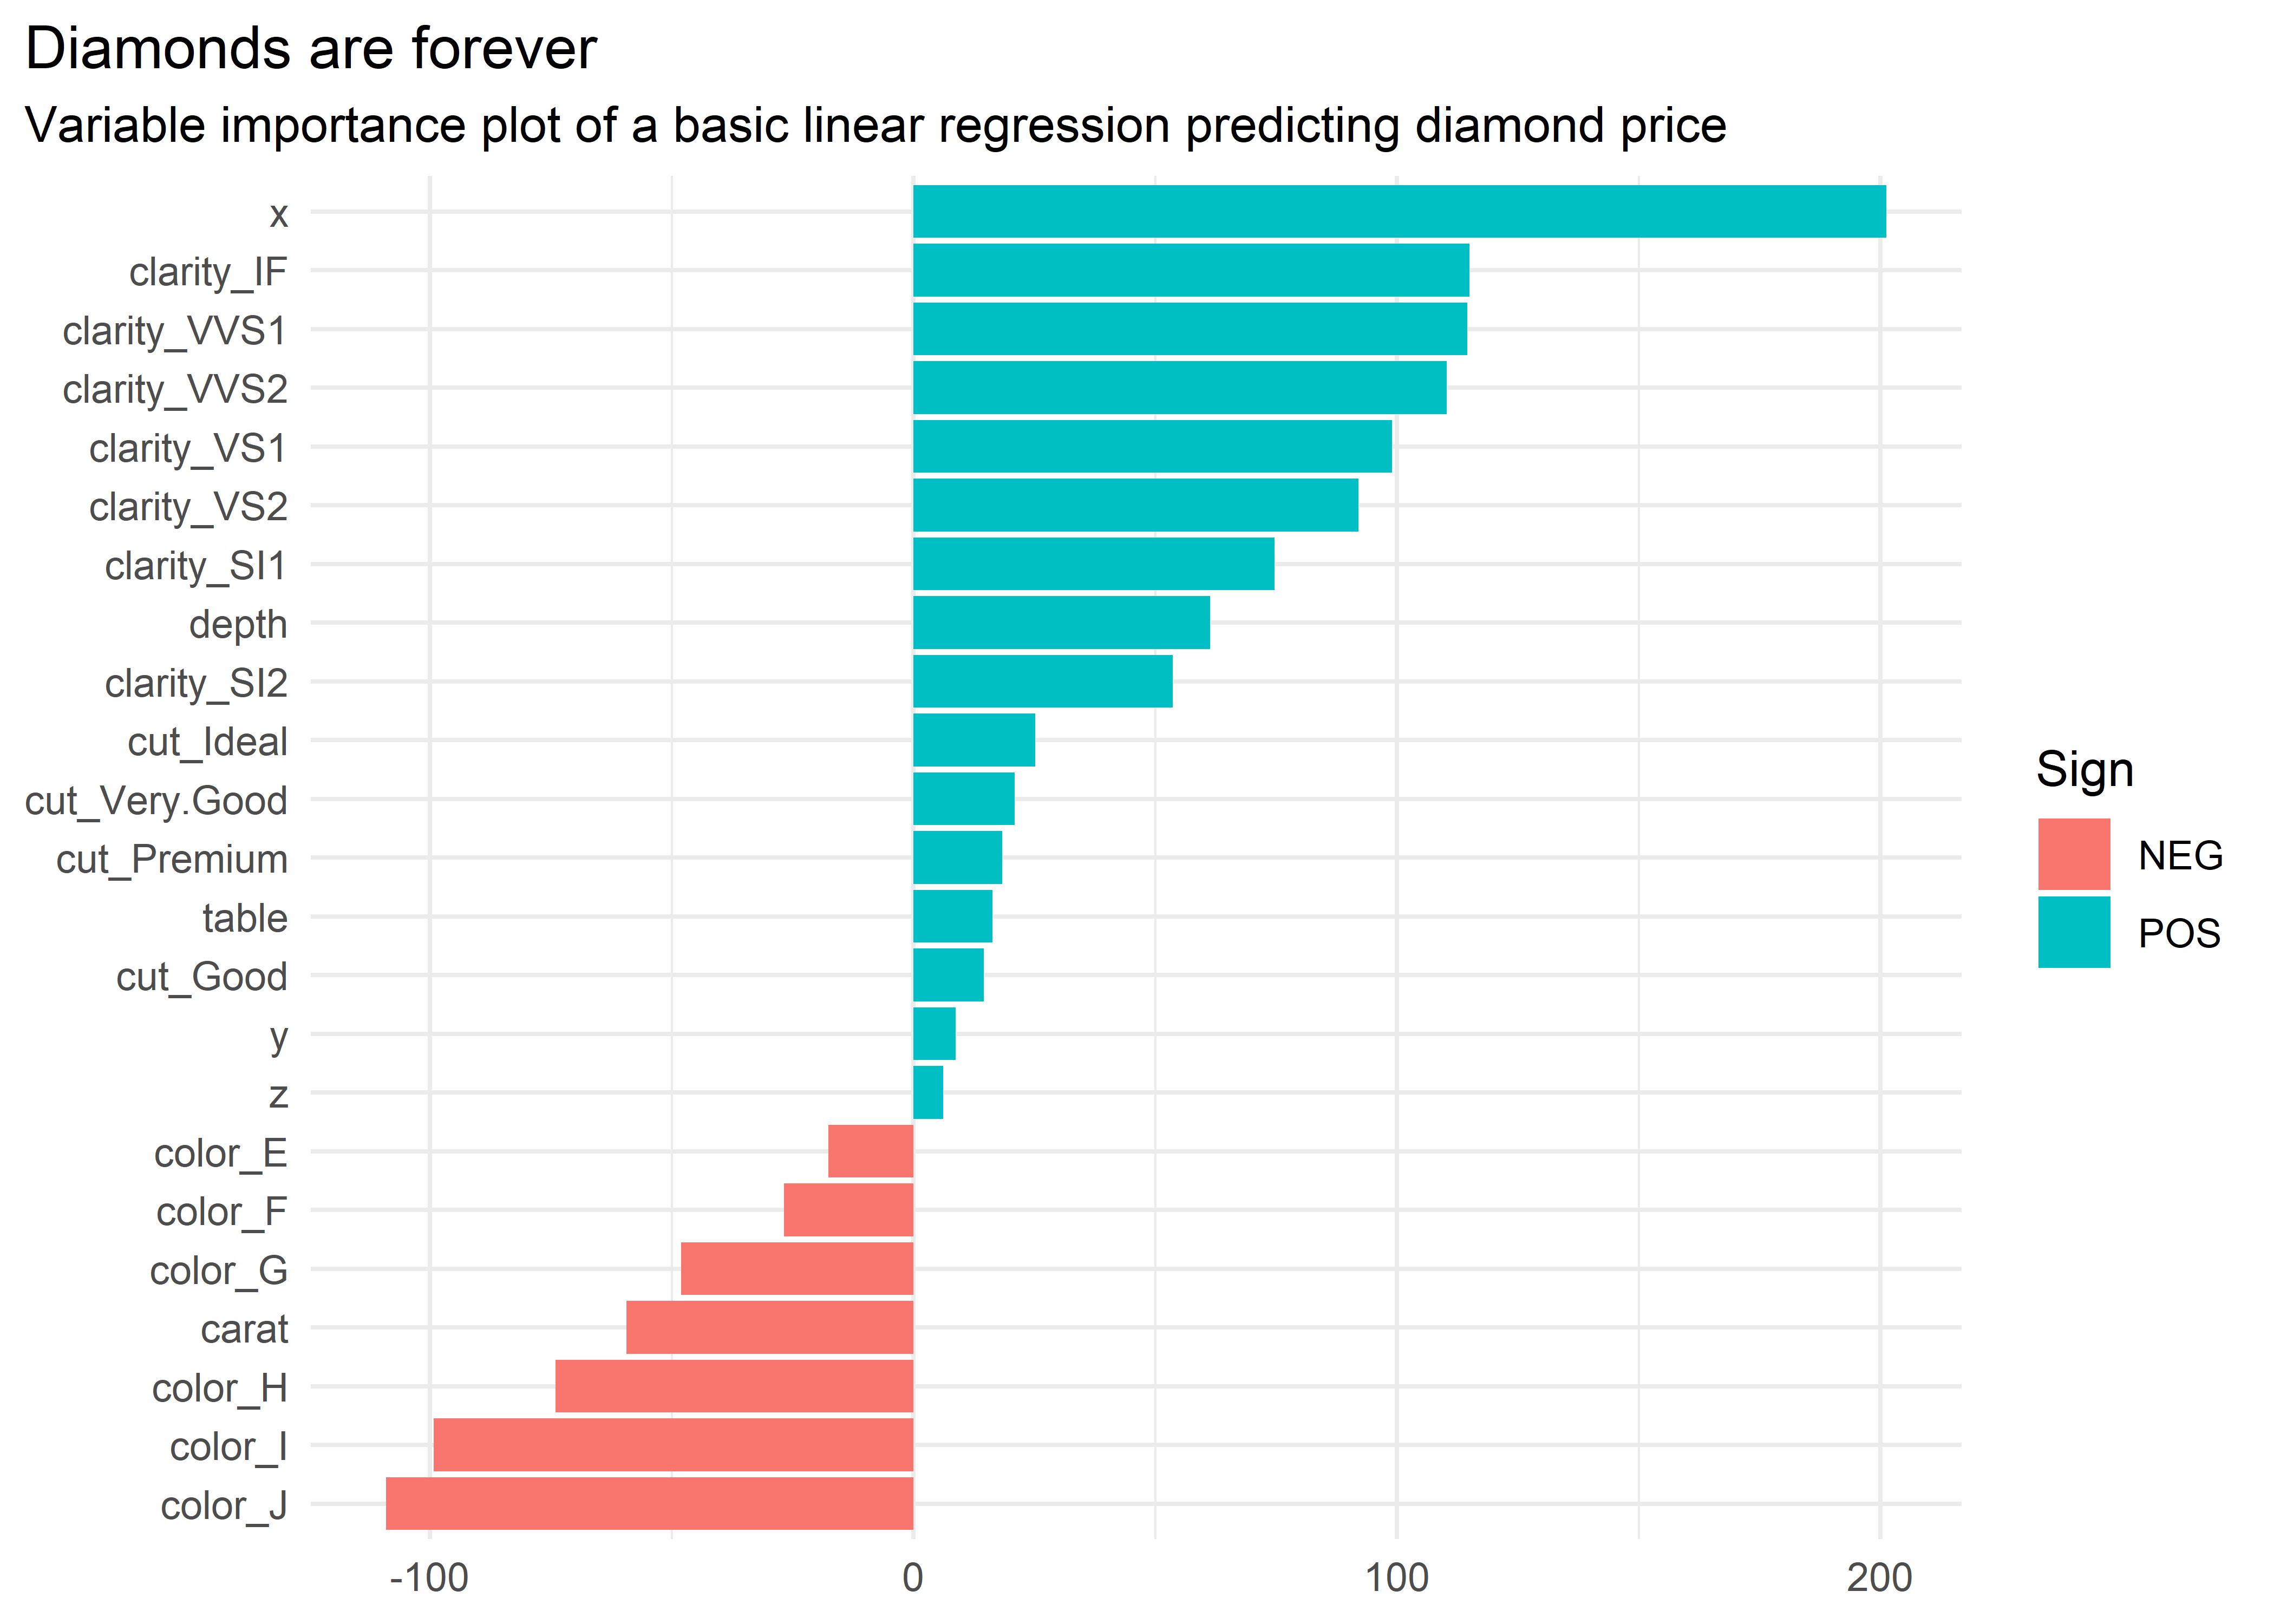 Diamonds are forever
Variable importance plot of a basic linear regression predicting diamond price
x
clarity_IF
clarity_VVS1
clarity_VVS2
clarity_VS1
clarity_VS2
clarity_SI1
depth
clarity_SI2
cut_Ideal
cut_Very.Good
cut_Premium
table
cut_Good
y
z
color_E
color_F
color_G
carat
color_H
color_I
color_J
-100 0 100 200
Sign
NEG
POS